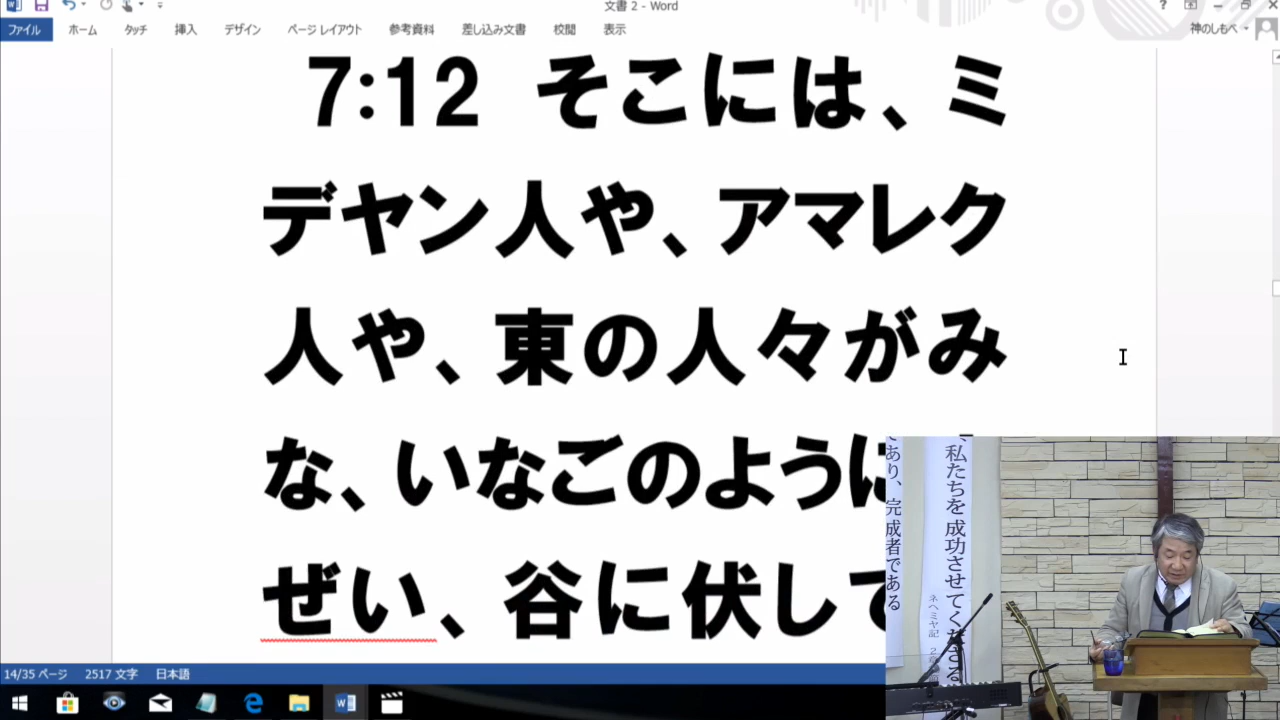 文書 2 - Word
ファイル ホーム タッチ 挿入 デザイン ページ レイアウト 参考資料 差し込み文書 校閲 表示
神のしもべ
7:12 そこには、ミ
デヤン人や、アマレク
人や、東の人々がみ
な、いなごのように
ぜい、谷に伏して
、私たちを 成功させてくださる
ネヘミヤ記 2
であり、完成者である
14/35 ページ 2517 文字 日本語